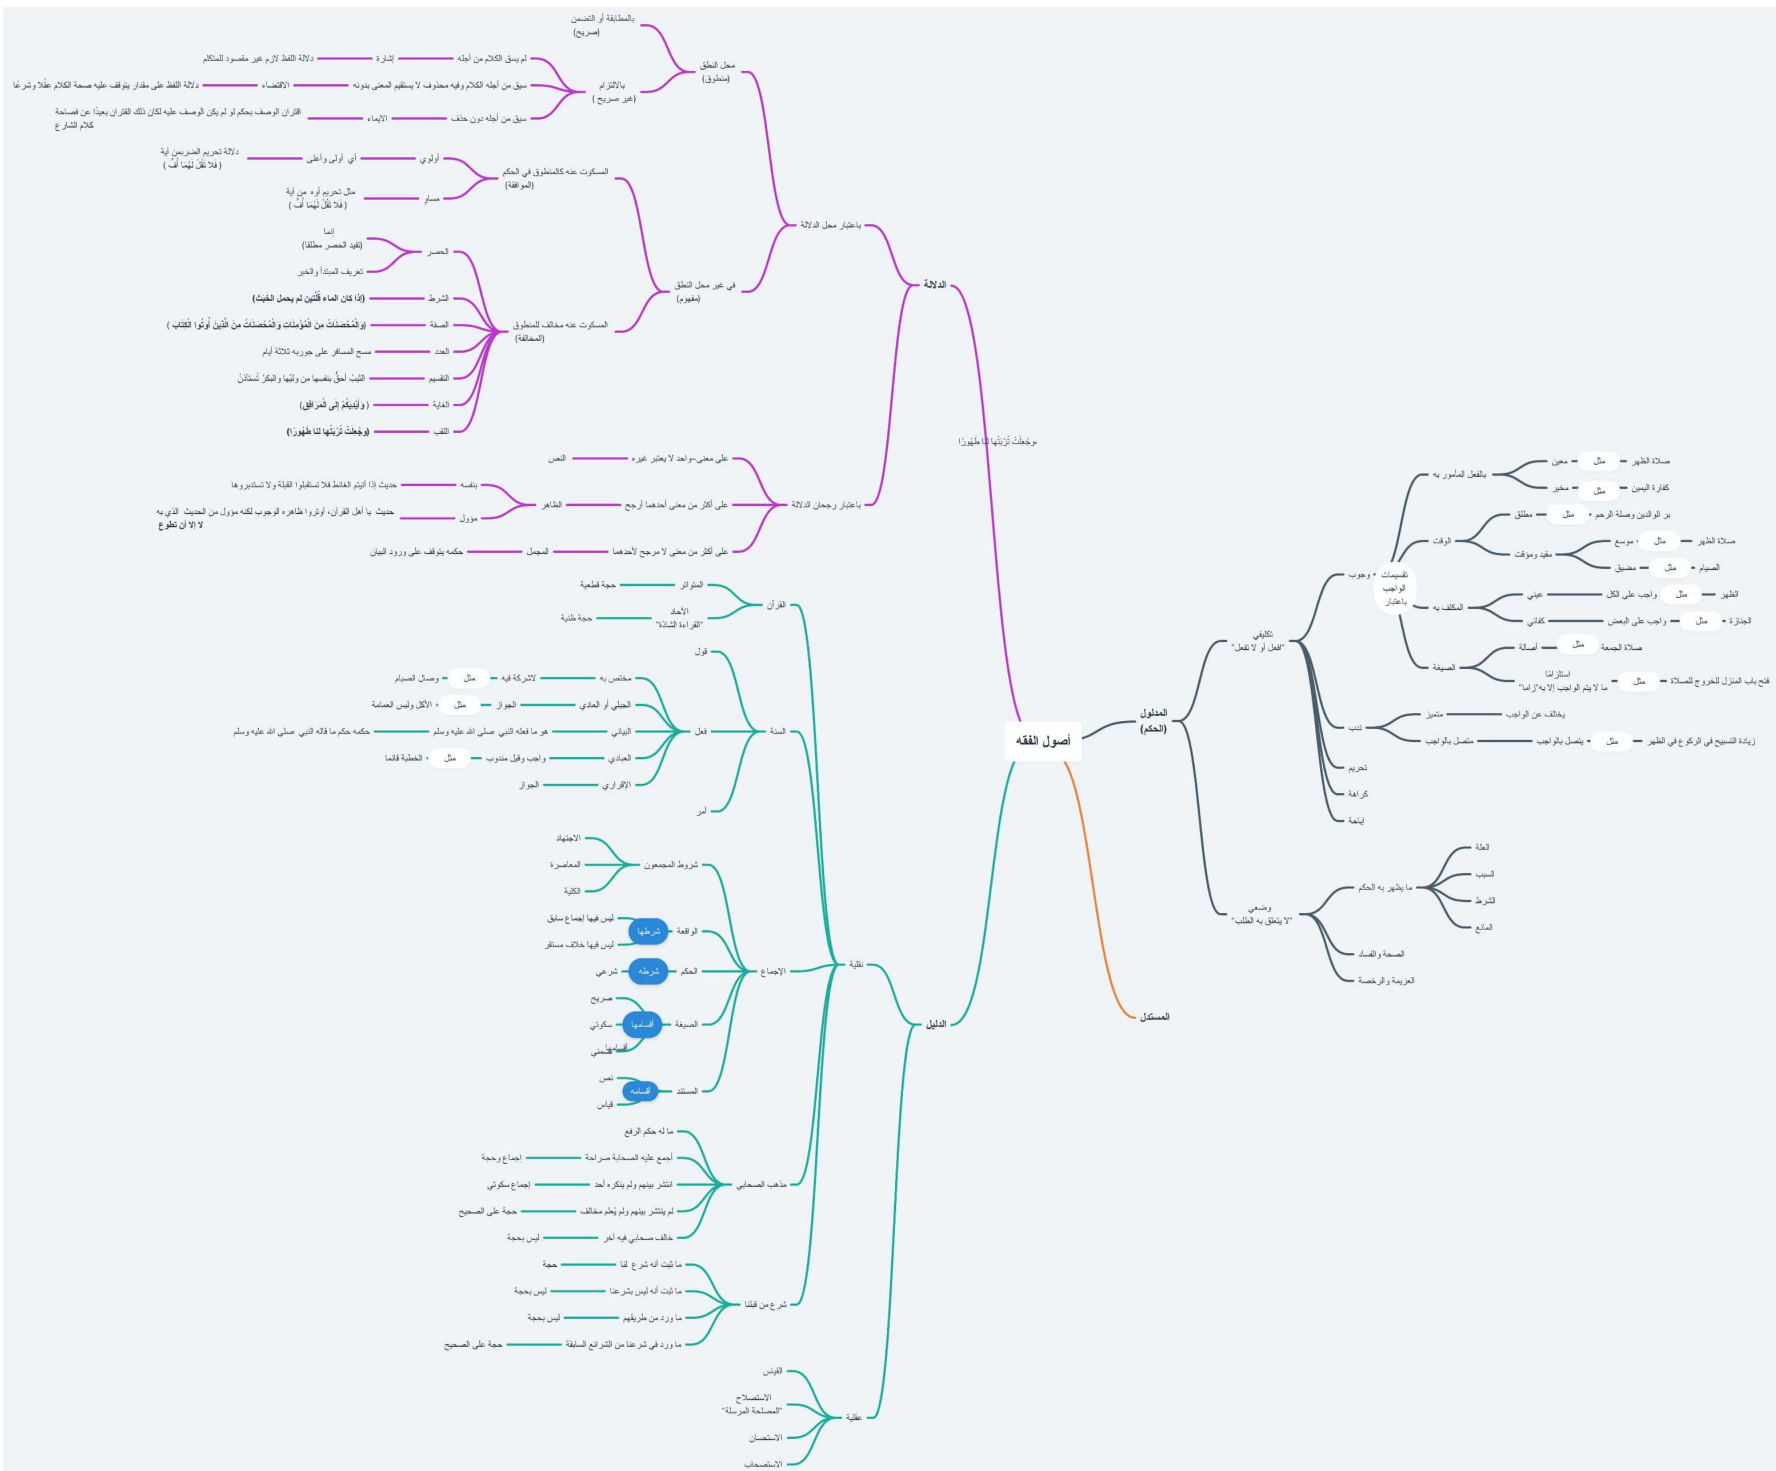 أصول الفقه
المدلول
(الحكم)
تكليفي
"افعل أو لا تفعل"
وجوب
تقسيمات
الواجب
باعتبار
بالفعل المأمور به
معين
مثل
صلاة الظهر
مخير
مثل
كفارة اليمين
الوقت
مطلق
مثل
بر الوالدين وصلة الرحم
مقيد ومؤقت
موسع
مثال
صلاة الظهر
مضيق
مثل
الصيام
المكلف به
عيني
واجب على الكل
مثل
الظهر
كفائي
واجب على البعض
مثل
الجنازة
الصيغة
أصالة
مثل
صلاة الجمعة
استلزامًا
ما لا يتم الواجب إلا به"زاما"
مثل
فتح باب المنزل للخروج للصلاة
ندب
متميز
يختلف عن الواجب
متصل بالواجب
يتصل بالواجب
مثل
زيادة التسبيح في الركوع في الظهر
تحريم
كراهة
إباحة
وضعي
"لا يتعلق به الطلب"
ما يظهر به الحكم
العلة
السبب
الشرط
المانع
الصحة والفساد
العزيمة والرخصة
المستدل
وجُعِلَتْ تُرْبَتُها لنا طَهُورًا،
الدلالة
باعتبار محل الدلالة
محل النطق
(منطوق)
بالمطابقة أو التضمن
(صريح)
بالالتزام
(غير صريح )
لم يسق الكلام من أجله
إشارة
دلالة اللفظ لازم غير مقصود للمتكلم
سيق من أجله الكلام وفيه محذوف لا يستقيم المعنى بدونه
الاقتضاء
دلالة اللفظ على مقدار يتوقف عليه صحة الكلام عقلا وشرعًا
سيق من أجله دون حذف
الايماء
اقتران الوصف بحكم لو لم يكن الوصف عليه لكان ذلك القتران بعيدًا عن فصاحة
كلام الشارع
في غير محل النطق
(مفهوم)
المسكوت عنه كالمنطوق في الحكم
(الموافقة)
أولوي
أي أولى وأعلى
دلالة تحريم الضربمن آية
( فَلا تَقُلْ لَهُمَا أُفٍّ )
مساو
مثل تحريم أوه من آية
( فَلا تَقُلْ لَهُمَا أُفٍّ )
المسكوت عنه مخالف للمنطوق
(المخالفة)
الحصر
إنما
(تفيد الحصر مطلقا)
تعريف المبتدأ والخبر
الشرط
(إذا كان الماء قُلَّتينِ لم يحمل الخَبَث)
الصفة
(وَالْمُحْصَنَاتُ مِنَ الْمُؤْمِنَاتِ وَالْمُحْصَنَاتُ مِنَ الَّذِينَ أُوتُوا الْكِتَابَ )
العدد
مسح المسافر على جوربه ثلاثة أيام
التقسيم
الثيبُ أحقُّ بنفسها من وليِّها والبكرُ تُستأذنُ
الغاية
( وَأَيْدِيَكُمْ إِلَى الْمَرَافِقِ)
اللقب
(وجُعِلَتْ تُرْبَتُها لنا طَهُورًا)
باعتبار رجحان الدلالة
على معنى-واحد لا يعتبر غيره
النص
على أكثر من معنى أحدهما أرجح
الظاهر
بنفسه
حديث إذا أتيتم الغائط فلا تستقبلوا القبلة ولا تستدبروها
مؤول
حديث يا أهل القرآن، أوتروا ظاهره الوجوب لكنه مؤول من الحديث الذي به
لا إلا أن تطوع
على أكثر من معنى لا مرجح لأحدهما
المجمل
حكمه يتوقف على ورود البيان
الدليل
نقلية
القرآن
المتواتر
حجة قطعية
الآحاد
"القراءة الشاذة"
حجة ظنية
السنة
قول
فعل
مختص به
لاشركة فيه
مثل
وصال الصيام
الجبلي أو العادي
الجواز
مثل
الأكل وليس العمامة
البياني
هو ما فعله النبي صلى الله عليه وسلم
حكمه حكم ما قاله النبي صلى الله عليه وسلم
العبادي
واجب وقيل مندوب
مثل
الخطبة قائما
الإقراري
الجواز
أمر
الإجماع
شروط المجمعون
الاجتهاد
المعاصرة
الكلية
الواقعة
شرطها
ليس فيها إجماع سابق
ليس فيها خلاف مستقر
الحكم
شرطه
شرعي
الصيغة
أقسامها
صريح
سكوتي
ضمني
أقسامها
المستند
أقسامه
نص
قياس
مذهب الصحابي
ما له حكم الرفع
أجمع عليه الصحابة صراحة
إجماع وحجة
انتشر بينهم ولم ينكره أحد
إجماع سكوتي
لم ينتشر بينهم ولم يُعلم مخالف
حجة على الصحيح
خالف صحابي فيه آخر
ليس بحجة
شرع من قبلنا
ما ثبت أنه شرع لنا
حجة
ما ثبت أنه ليس بشرعنا
ليس بحجة
ما ورد من طريقهم
ليس بحجة
ما ورد في شرعنا من الشرائع السابقة
حجة على الصحيح
عقلية
القياس
الاستصلاح
"المصلحة المرسلة"
الاستحسان
الاستصحاب